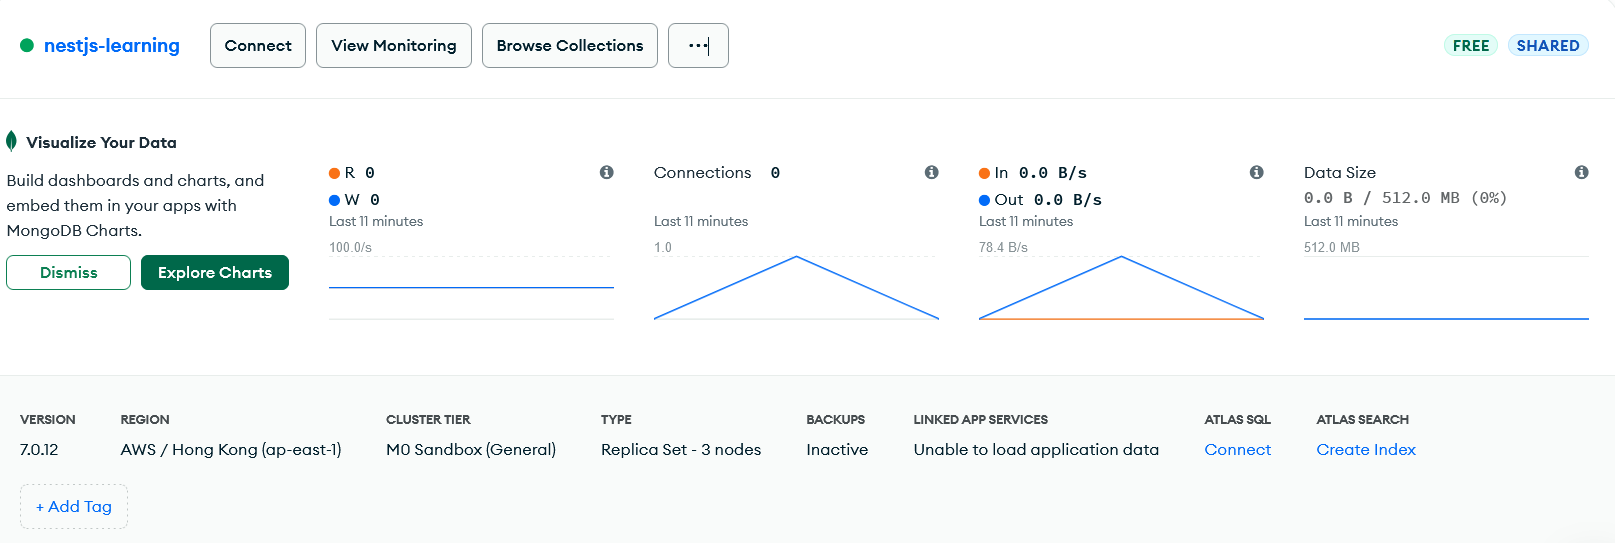 nestjs-learning
Connect
View Monitoring
Browse Collections
...
FREE
SHARED
Visualize Your Data
Build dashboards and charts, and
embed them in your apps with
MongoDB Charts.
Dismiss
Explore Charts
R 0
W 0
Last 11 minutes
100.0/s
Connections 0
Last 11 minutes
1.0
In 0.0 B/s
Out 0.0 B/s
Last 11 minutes
78.4 B/s
Data Size
0.0 B / 512.0 MB (0%)
Last 11 minutes
512.0 MB
VERSION
7.0.12
REGION
AWS / Hong Kong (ap-east-1)
CLUSTER TIER
M0 Sandbox (General)
TYPE
Replica Set - 3 nodes
BACKUPS
Inactive
LINKED APP SERVICES
Unable to load application data
ATLAS SQL
Connect
ATLAS SEARCH
Create Index
+ Add Tag